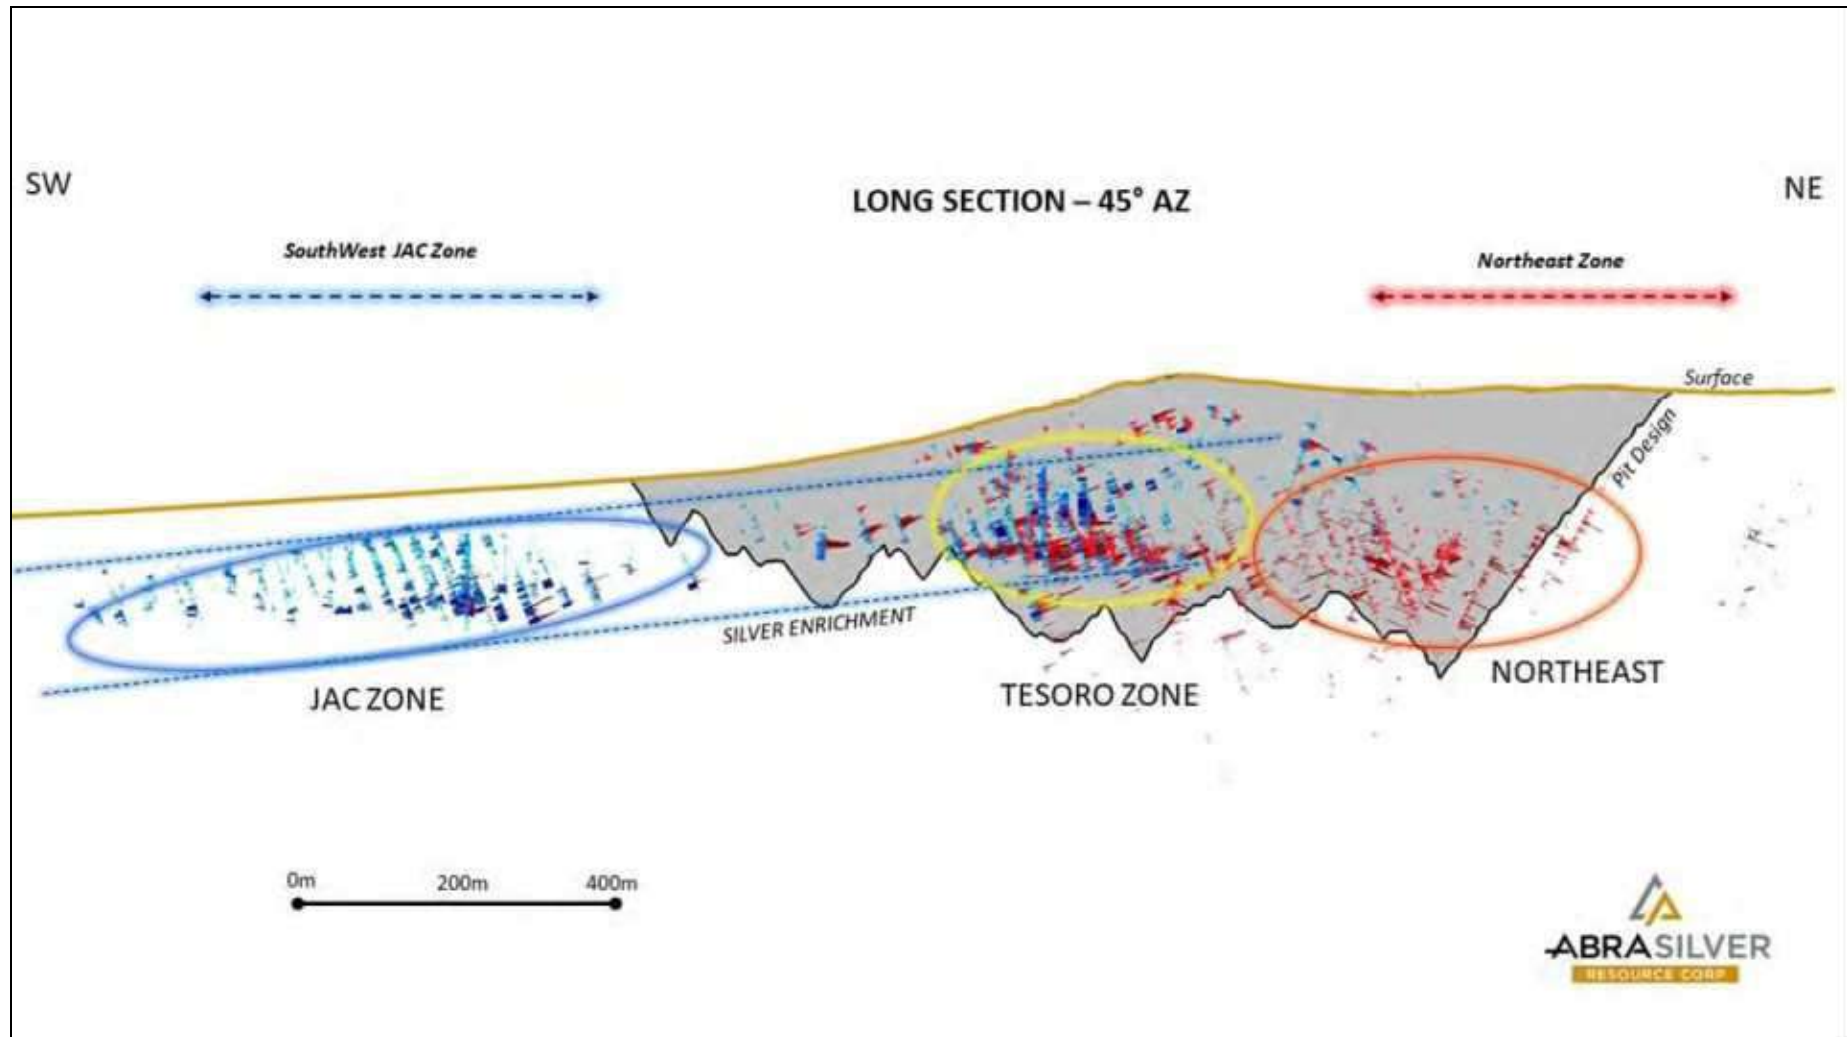 SW
LONG SECTION – 45° AZ
NE
SouthWest JAC Zone
Northeast Zone
Surface
Pit Design
SILVER ENRICHMENT
JAC ZONE
TESORO ZONE
NORTHEAST
0m 200m 400m
ABRASILVER
RESOURCE CORP